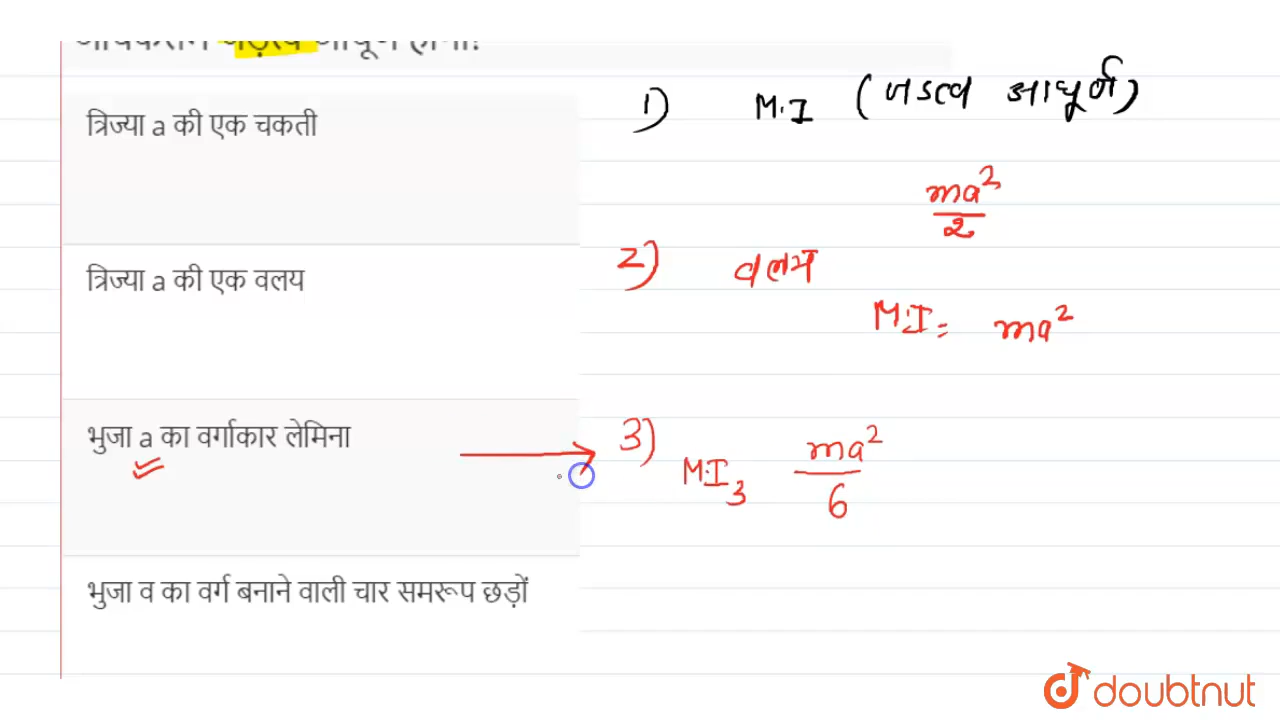 त्रिज्या a की एक चकती
त्रिज्या a की एक वलय
भुजा a का वर्गाकार लेमिना
भुजा व का वर्ग बनाने वाली चार समरूप छड़ों
1) M.I (जडत्व आघुर्ण)
ma²
2
2) वलय
M.I = ma²
3) M.I₃ ma²
6
doubtnut